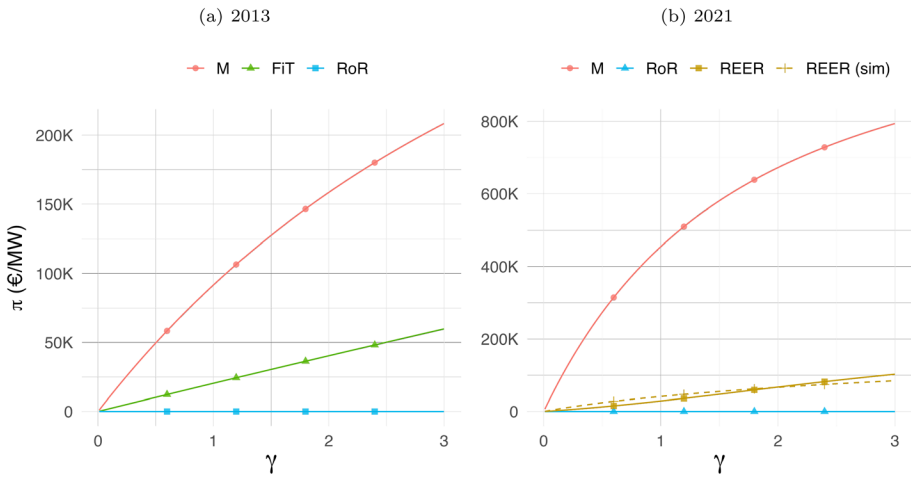 (a) 2013
M FiT RoR
π (€/MW)
200K
150K
100K
50K
0
0 1 2 3
γ
(b) 2021
M RoR REER REER (sim)
800K
600K
400K
200K
0
0 1 2 3
γ